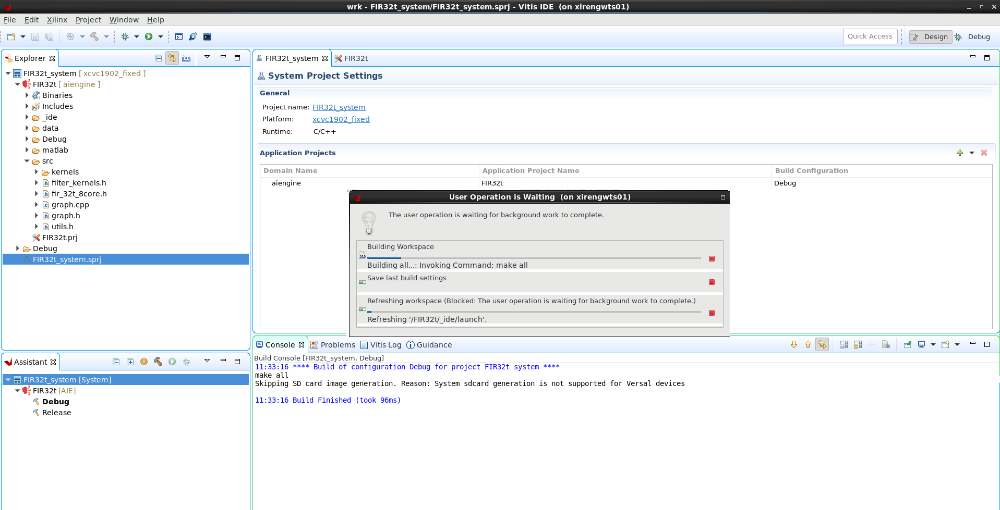 wrk - FIR32t_system/FIR32t_system.sprj - Vitis IDE  (on xirengwts01)
File Edit Xilinx Project Window Help
Quick Access Design Debug
Explorer
FIR32t_system [ xcvc1902_fixed ]
FIR32t [ aiengine ]
Binaries
Includes
_ide
data
Debug
matlab
src
kernels
filter_kernels.h
fir_32t_8core.h
graph.cpp
graph.h
utils.h
FIR32t.prj
Debug
FIR32t_system.sprj
Assistant
FIR32t_system [System]
FIR32t [AIE]
Debug
Release
FIR32t_system FIR32t
System Project Settings
General
Project name: FIR32t_system
Platform: xcvc1902_fixed
Runtime: C/C++
Application Projects
Domain Name Application Project Name Build Configuration
aiengine FIR32t Debug
User Operation is Waiting  (on xirengwts01)
The user operation is waiting for background work to complete.
Building Workspace
010
Building all...: Invoking Command: make all
Save last build settings
Refreshing workspace (Blocked: The user operation is waiting for background work to complete.)
Refreshing '/FIR32t/_ide/launch'.
Console Problems Vitis Log Guidance
Build Console [FIR32t_system, Debug]
11:33:16 **** Build of configuration Debug for project FIR32t system ****
make all
Skipping SD card image generation. Reason: System sdcard generation is not supported for Versal devices
11:33:16 Build Finished (took 96ms)